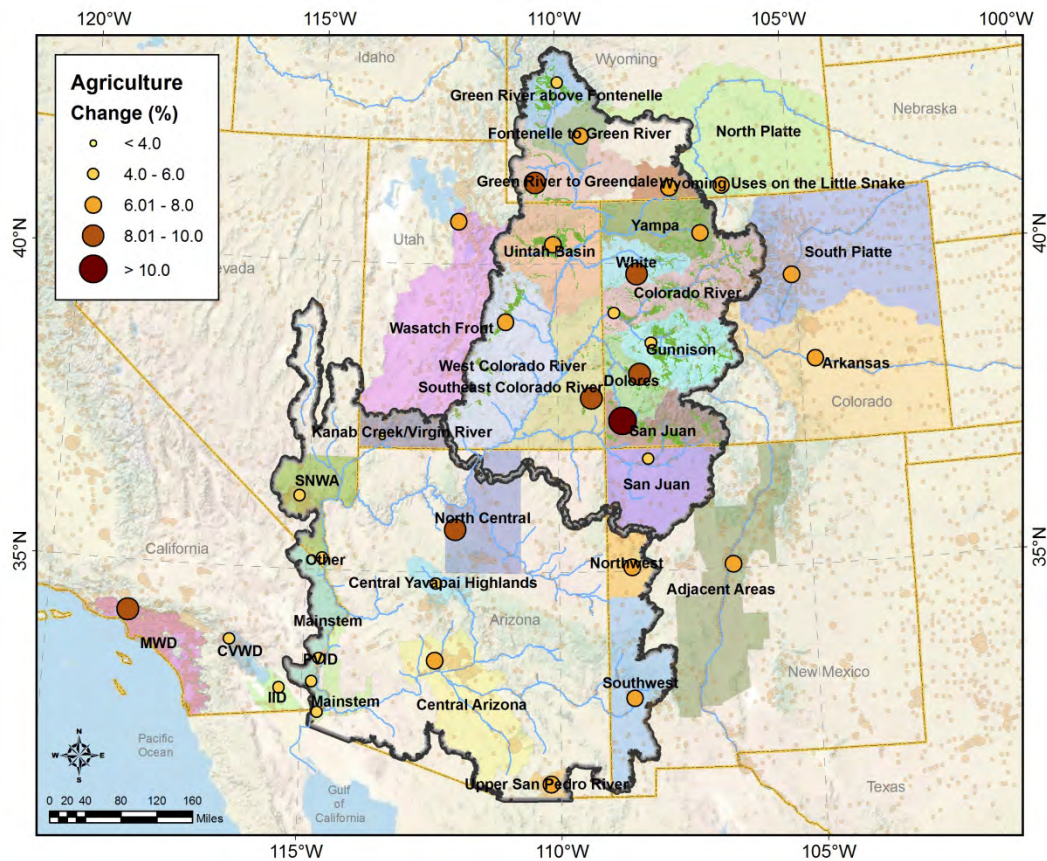 120°W
115°W
110°W
105°W
100°W
Agriculture
Change (%)
< 4.0
4.0 - 6.0
6.01 - 8.0
8.01 - 10.0
> 10.0
Idaho
Wyoming
Nebraska
Green River above Fontenelle
Fontenelle to Green River
North Platte
Green River to Greendale
Wyoming Uses on the Little Snake
40°N
40°N
Utah
Yampa
Uintah Basin
White
South Platte
Colorado River
Wasatch Front
Gunnison
Arkansas
West Colorado River
Southeast Colorado River
Dolores
Colorado
Kanab Creek/Virgin River
San Juan
SNWA
San Juan
North Central
35°N
35°N
California
Other
Northwest
Central Yavapai Highlands
Adjacent Areas
Mainstem
Arizona
MWD
CVWD
PVID
New Mexico
IID
Mainstem
Central Arizona
Southwest
Pacific
Ocean
Upper San Pedro River
Texas
N
W
E
S
Gulf
of
California
0 20 40 80 120 160
Miles
115°W
110°W
105°W